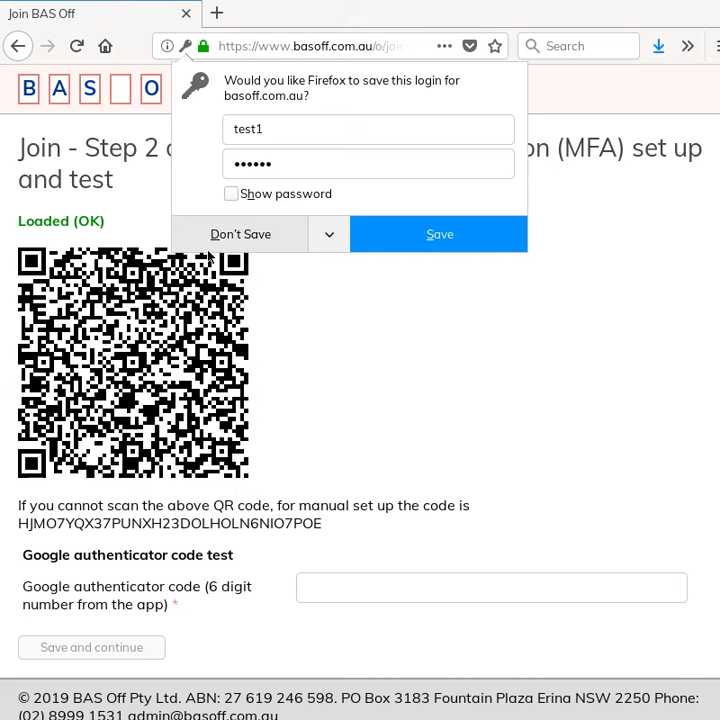 Join BAS Off
https://www.basoff.com.au/o/join
Search
Would you like Firefox to save this login for
basoff.com.au?
test1
••••••
Show password
Don't Save
Save
B A S O
Join - Step 2 on (MFA) set up
and test
Loaded (OK)
If you cannot scan the above QR code, for manual set up the code is
HJMO7YQX37PUNXH23DOLHOLN6NIO7POE
Google authenticator code test
Google authenticator code (6 digit
number from the app) *
Save and continue
© 2019 BAS Off Pty Ltd. ABN: 27 619 246 598. PO Box 3183 Fountain Plaza Erina NSW 2250 Phone:
(02) 8999 1531 admin@basoff.com.au